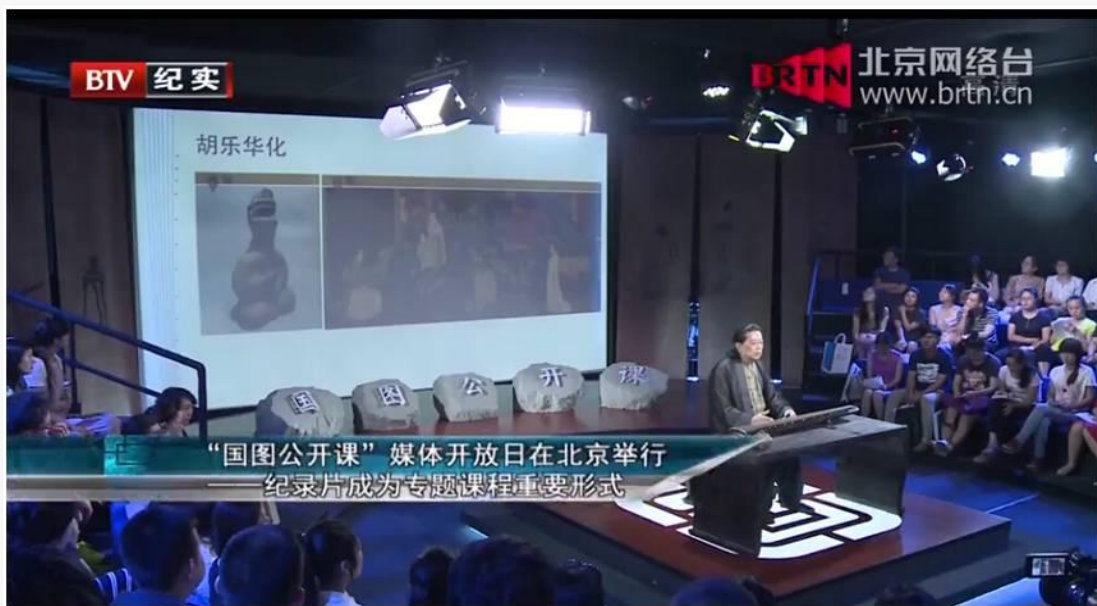 BTV 纪实
BRTN 北京网络台
高清
www.brtn.cn
胡乐华化
国图公开课
“国图公开课”媒体开放日在北京举行
——纪录片成为专题课程重要形式